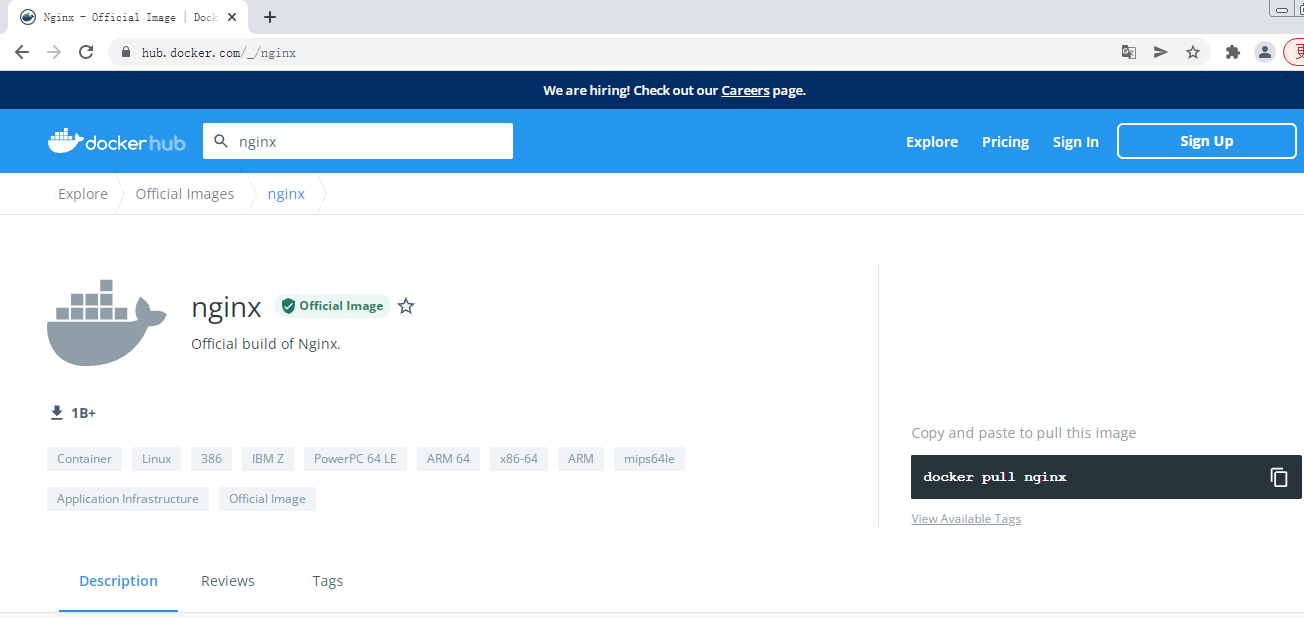 Nginx - Official Image | Dock
hub.docker.com/_/nginx
We are hiring! Check out our Careers page.
dockerhub
nginx
Explore
Pricing
Sign In
Sign Up
Explore
Official Images
nginx
nginx
Official Image
Official build of Nginx.
1B+
Container
Linux
386
IBM Z
PowerPC 64 LE
ARM 64
x86-64
ARM
mips64le
Application Infrastructure
Official Image
Copy and paste to pull this image
docker pull nginx
View Available Tags
Description
Reviews
Tags